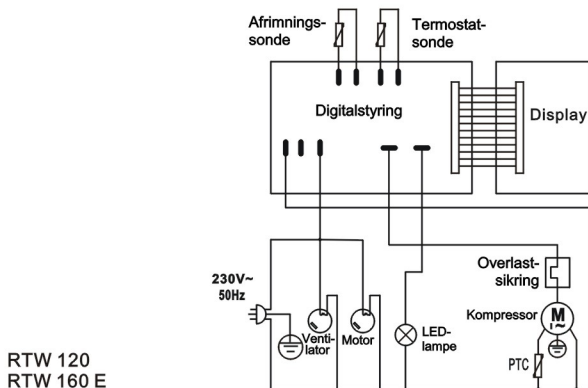 Afrimnings-
sonde
Termostat-
sonde
Digitalstyring
Display
230V~
50Hz
Venti-
lator
Motor
LED-
lampe
Overlast-
sikring
Kompressor
M
1~
PTC
RTW 120
RTW 160 E